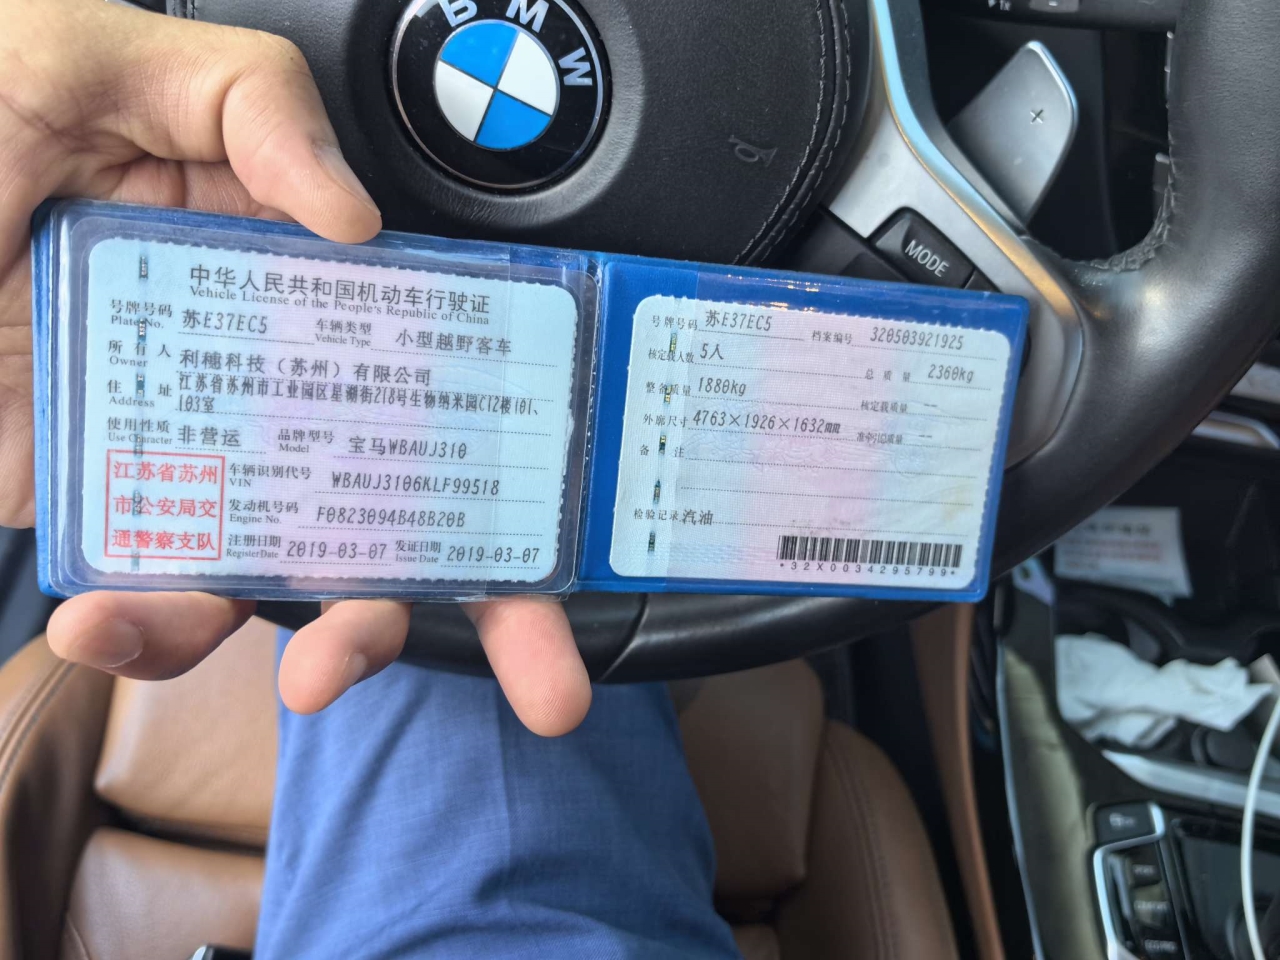 BMW
MODE
中华人民共和国机动车行驶证
Vehicle License of the People's Republic of China
号牌号码 苏E37EC5 车辆类型 小型越野客车
Plate No. Vehicle Type
所有人 利穗科技（苏州）有限公司
Owner
住址 江苏省苏州市工业园区星湖街218号生物纳米园C12楼101、
Address 103室
使用性质 非营运 品牌型号 宝马WBAUJ310
Use Character Model
江苏省苏州
市公安局交
通警察支队
车辆识别代号 WBAUJ3106KLF99518
VIN
发动机号码 F0823094B48B20B
Engine No.
注册日期 2019-03-07 发证日期 2019-03-07
Register Date Issue Date
号牌号码 苏E37EC5 档案编号 320503921925
核定载人数 5人 总质量 2360kg
整备质量 1880kg 核定载质量 --
外廓尺寸 4763×1926×1632mm 准牵引总质量 --
备注
检验记录 汽油
*32X0034295799*